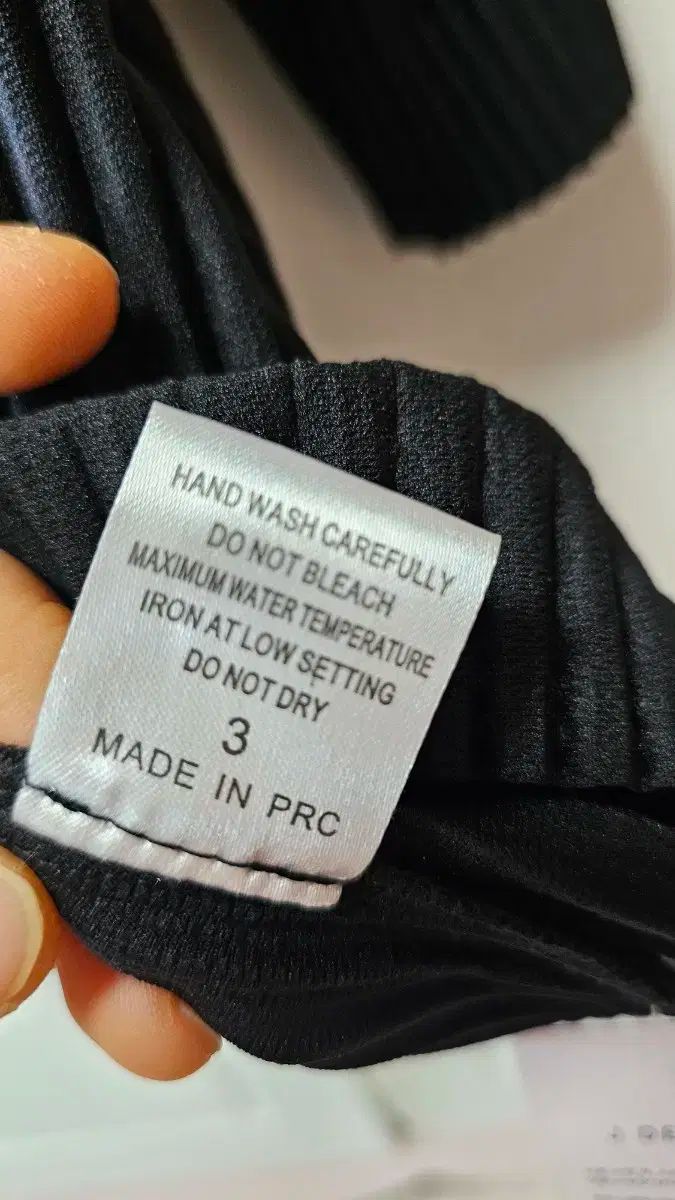 HAND WASH CAREFULLY
DO NOT BLEACH
MAXIMUM WATER TEMPERATURE
IRON AT LOW SETTING
DO NOT DRY
3
MADE IN PRC